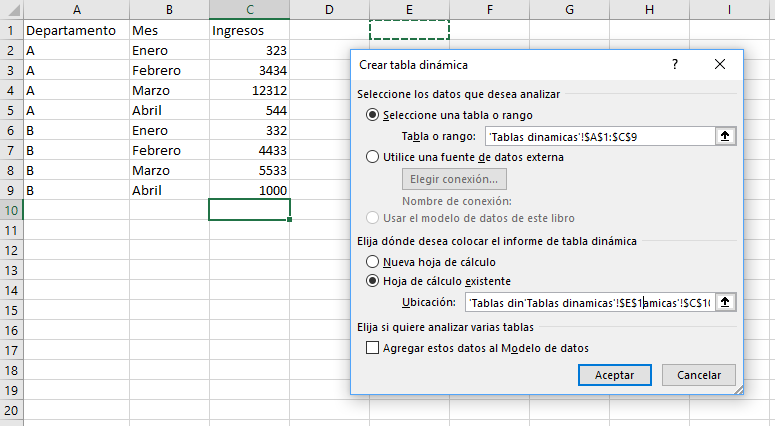 A B C D E F G H I
1 Departamento Mes Ingresos
2 A Enero 323
3 A Febrero 3434
4 A Marzo 12312
5 A Abril 544
6 B Enero 332
7 B Febrero 4433
8 B Marzo 5533
9 B Abril 1000
10
11
12
13
14
15
16
17
18
19
20
Crear tabla dinámica ? ×
Seleccione los datos que desea analizar
Seleccione una tabla o rango
Tabla o rango: 'Tablas dinamicas'!$A$1:$C$9
Utilice una fuente de datos externa
Elegir conexión...
Nombre de conexión:
Usar el modelo de datos de este libro
Elija dónde desea colocar el informe de tabla dinámica
Nueva hoja de cálculo
Hoja de cálculo existente
Ubicación: 'Tablas din'Tablas dinamicas'!$E$1amicas'!$C$10
Elija si quiere analizar varias tablas
Agregar estos datos al Modelo de datos
Aceptar Cancelar